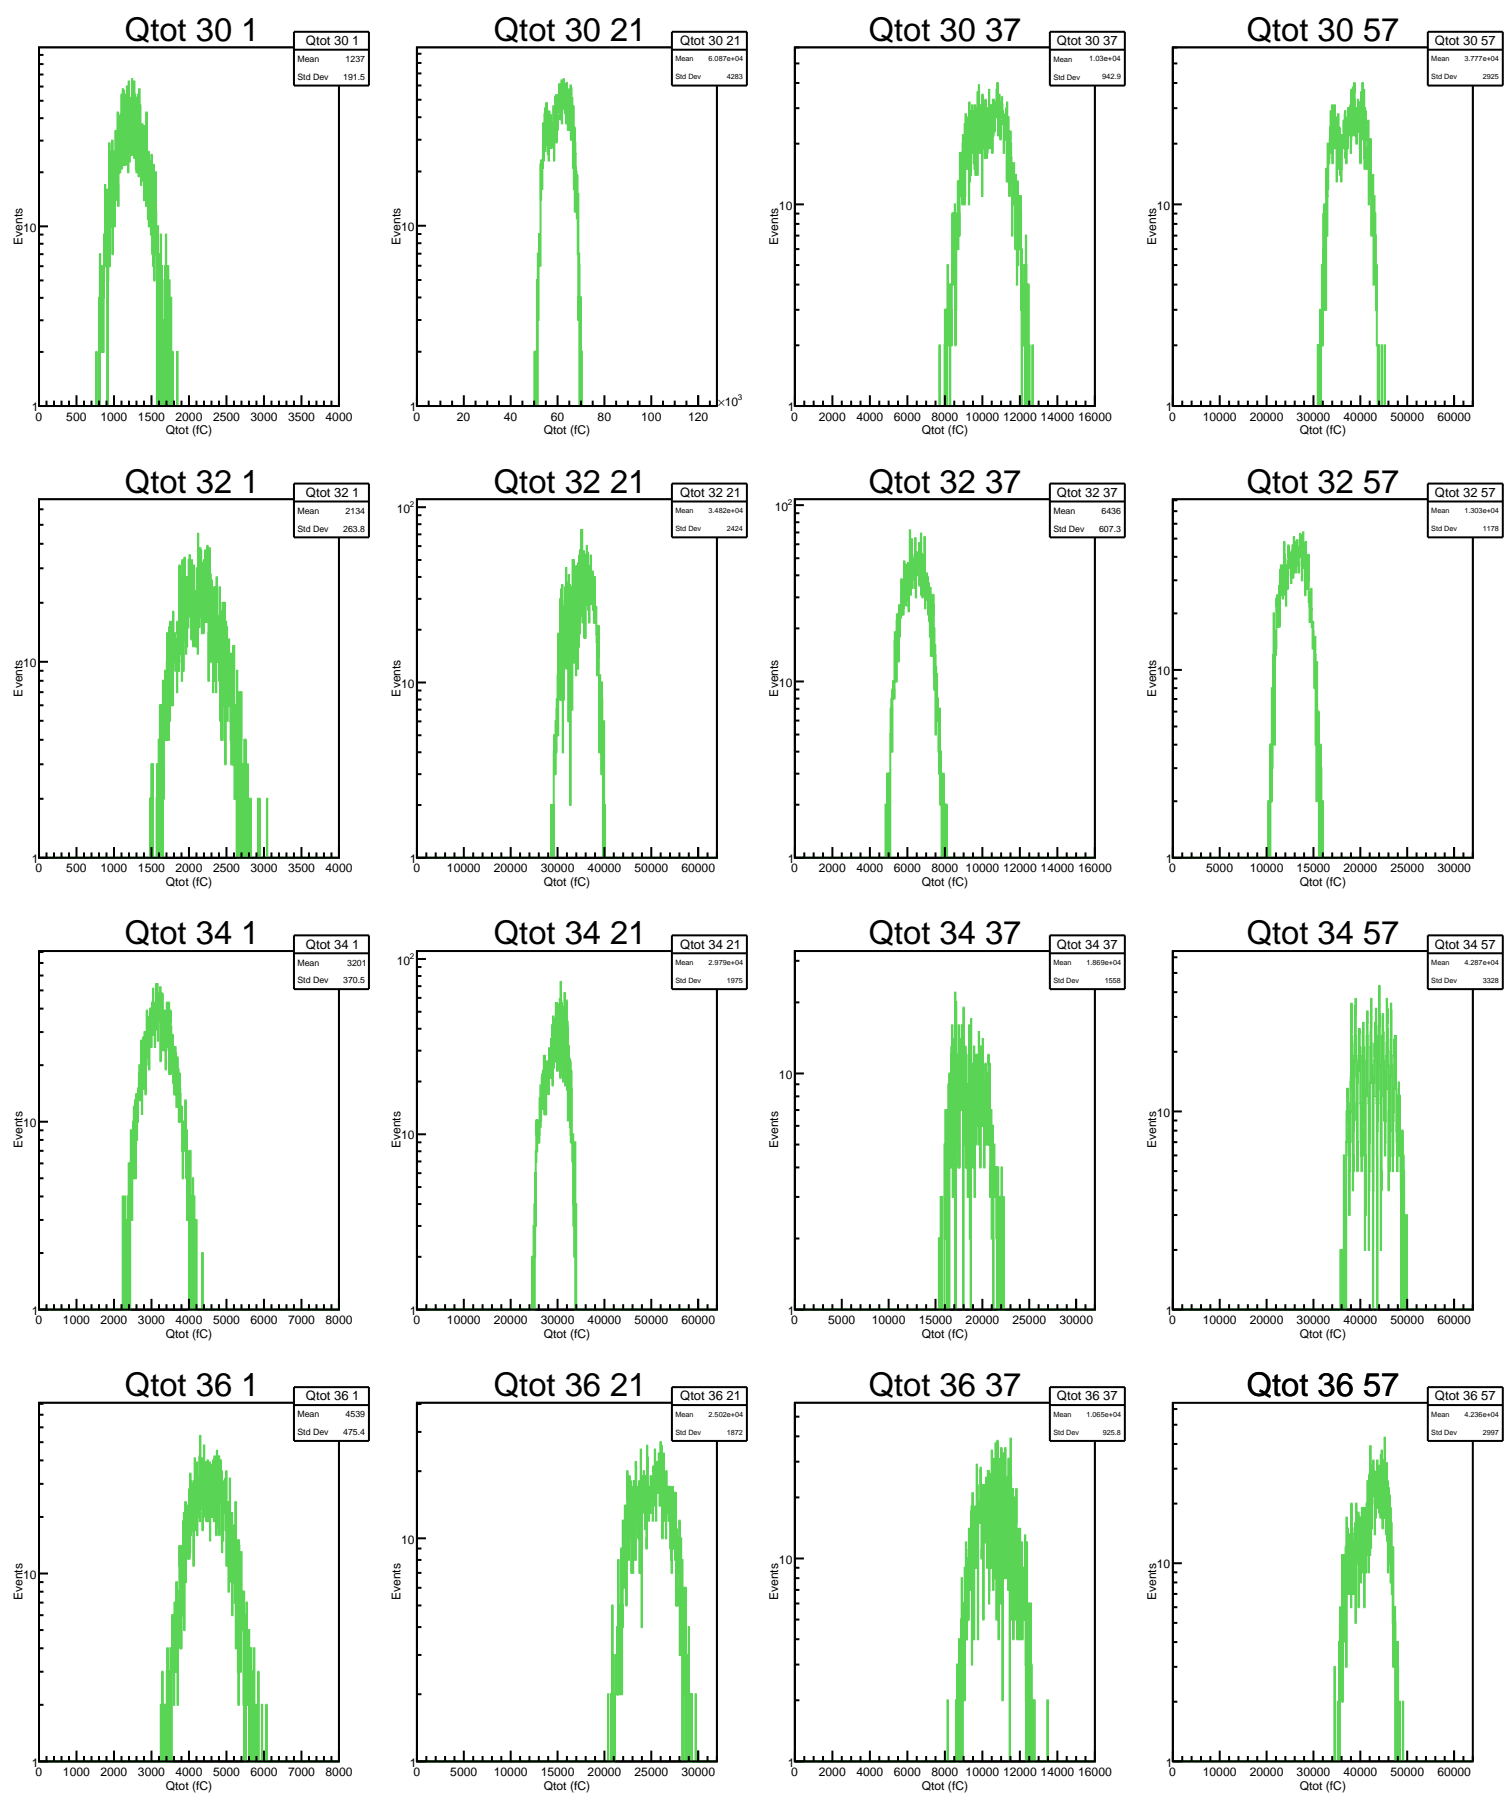 Qtot 30 1
Qtot 30 1
Mean 1237
Std Dev 191.5
10
1
Events
0 500 1000 1500 2000 2500 3000 3500 4000
Qtot (fC)
Qtot 30 21
Qtot 30 21
Mean 6.087e+04
Std Dev 4283
10
1
Events
0 20 40 60 80 100 120
×10³
Qtot (fC)
Qtot 30 37
Qtot 30 37
Mean 1.03e+04
Std Dev 942.9
10
1
Events
0 2000 4000 6000 8000 10000 12000 14000 16000
Qtot (fC)
Qtot 30 57
Qtot 30 57
Mean 3.777e+04
Std Dev 2925
10
1
Events
0 10000 20000 30000 40000 50000 60000
Qtot (fC)
Qtot 32 1
Qtot 32 1
Mean 2134
Std Dev 263.8
10
1
Events
0 500 1000 1500 2000 2500 3000 3500 4000
Qtot (fC)
Qtot 32 21
Qtot 32 21
Mean 3.482e+04
Std Dev 2424
10²
10
1
Events
0 10000 20000 30000 40000 50000 60000
Qtot (fC)
Qtot 32 37
Qtot 32 37
Mean 6436
Std Dev 607.3
10²
10
1
Events
0 2000 4000 6000 8000 10000 12000 14000 16000
Qtot (fC)
Qtot 32 57
Qtot 32 57
Mean 1.303e+04
Std Dev 1178
10
1
Events
0 5000 10000 15000 20000 25000 30000
Qtot (fC)
Qtot 34 1
Qtot 34 1
Mean 3201
Std Dev 370.5
10
1
Events
0 1000 2000 3000 4000 5000 6000 7000 8000
Qtot (fC)
Qtot 34 21
Qtot 34 21
Mean 2.979e+04
Std Dev 1975
10²
10
1
Events
0 10000 20000 30000 40000 50000 60000
Qtot (fC)
Qtot 34 37
Qtot 34 37
Mean 1.869e+04
Std Dev 1558
10
1
Events
0 5000 10000 15000 20000 25000 30000
Qtot (fC)
Qtot 34 57
Qtot 34 57
Mean 4.287e+04
Std Dev 3328
10
1
Events
0 10000 20000 30000 40000 50000 60000
Qtot (fC)
Qtot 36 1
Qtot 36 1
Mean 4539
Std Dev 475.4
10
1
Events
0 1000 2000 3000 4000 5000 6000 7000 8000
Qtot (fC)
Qtot 36 21
Qtot 36 21
Mean 2.502e+04
Std Dev 1872
10
1
Events
0 5000 10000 15000 20000 25000 30000
Qtot (fC)
Qtot 36 37
Qtot 36 37
Mean 1.065e+04
Std Dev 925.8
10
1
Events
0 2000 4000 6000 8000 10000 12000 14000 16000
Qtot (fC)
Qtot 36 57
Qtot 36 57
Mean 4.236e+04
Std Dev 2997
10
1
Events
0 10000 20000 30000 40000 50000 60000
Qtot (fC)